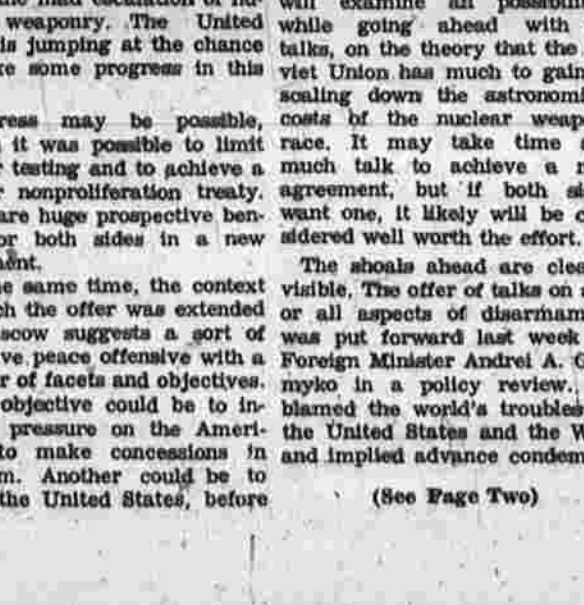 weaponry. The United
is jumping at the chance
some progress in this
may be possible,
it was possible to limit
testing and to achieve a
nonproliferation treaty.
are huge prospective ben-
or both sides in a new
same time, the context
the offer was extended
suggests a sort of
peace offensive with a
of facets and objectives.
objective could be to in-
pressure on the Ameri-
to make concessions in
Another could be to
the United States, before
will examine all
while going ahead with
talks, on the theory that the
viet Union has much to gain
scaling down the astronomi
costs of the nuclear weap
race. It may take time
much talk to achieve a
agreement, but if both
want one, it likely will be
sidered well worth the effort.
The shoals ahead are clea
visible. The offer of talks on
or all aspects of disarmam
was put forward last week
Foreign Minister Andrei A. G
myko in a policy review.
blamed the world's troubles
the United States and the W
and implied advance condem
(See Page Two)